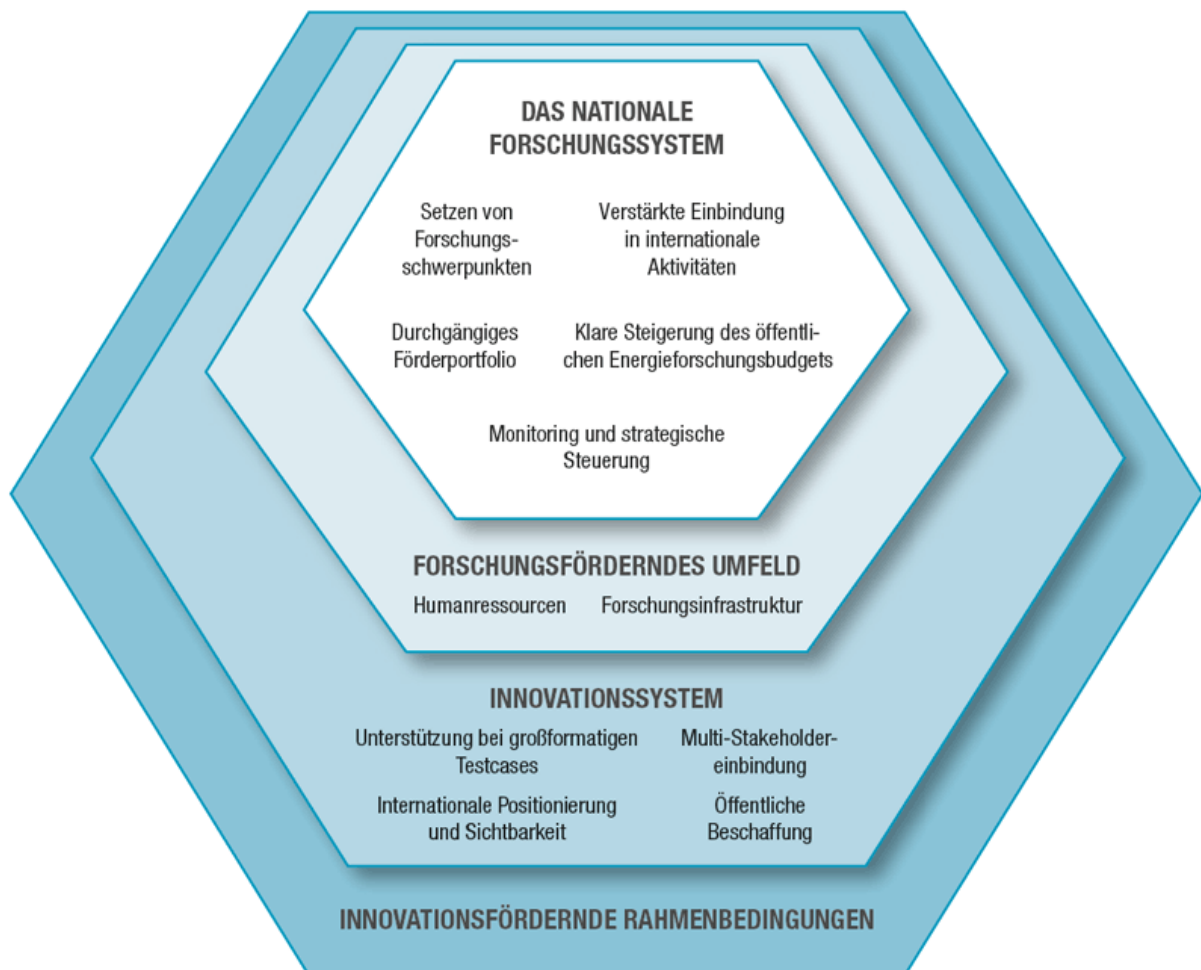 DAS NATIONALE
FORSCHUNGSSYSTEM
Setzen von
Forschungs-
schwerpunkten
Verstärkte Einbindung
in internationale
Aktivitäten
Durchgängiges
Förderportfolio
Klare Steigerung des öffentli-
chen Energieforschungsbudgets
Monitoring und strategische
Steuerung
FORSCHUNGSFÖRDERNDES UMFELD
Humanressourcen
Forschungsinfrastruktur
INNOVATIONSSYSTEM
Unterstützung bei großformatigen
Testcases
Multi-Stakeholder-
einbindung
Internationale Positionierung
und Sichtbarkeit
Öffentliche
Beschaffung
INNOVATIONSFÖRDERNDE RAHMENBEDINGUNGEN